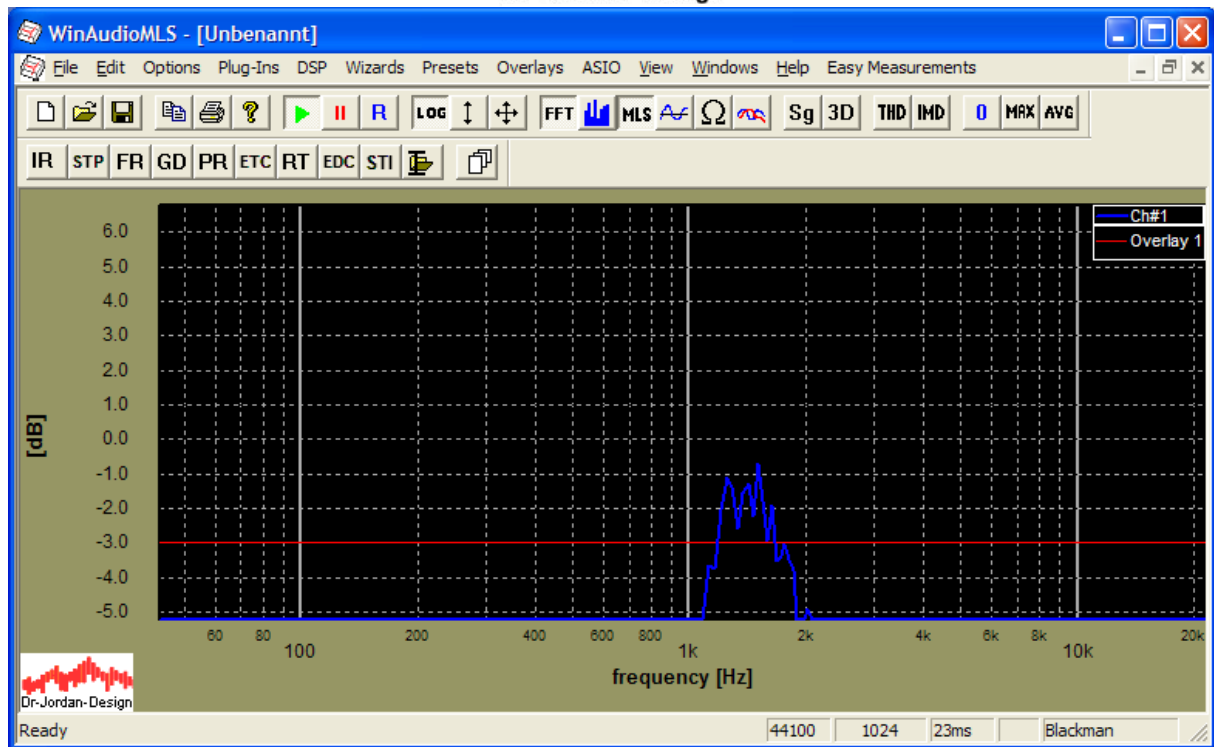 WinAudioMLS - [Unbenannt]
File Edit Options Plug-Ins DSP Wizards Presets Overlays ASIO View Windows Help Easy Measurements
R LOG FFT MLS Ω Sg 3D THD IMD 0 MAX AVG
IR STP FR GD PR ETC RT EDC STI
Ch#1
Overlay 1
6.0
5.0
4.0
3.0
2.0
1.0
0.0
-1.0
-2.0
-3.0
-4.0
-5.0
[dB]
60 80 200 400 600 800 2k 4k 6k 8k 20k
100 1k 10k
frequency [Hz]
Dr-Jordan-Design
Ready 44100 1024 23ms Blackman